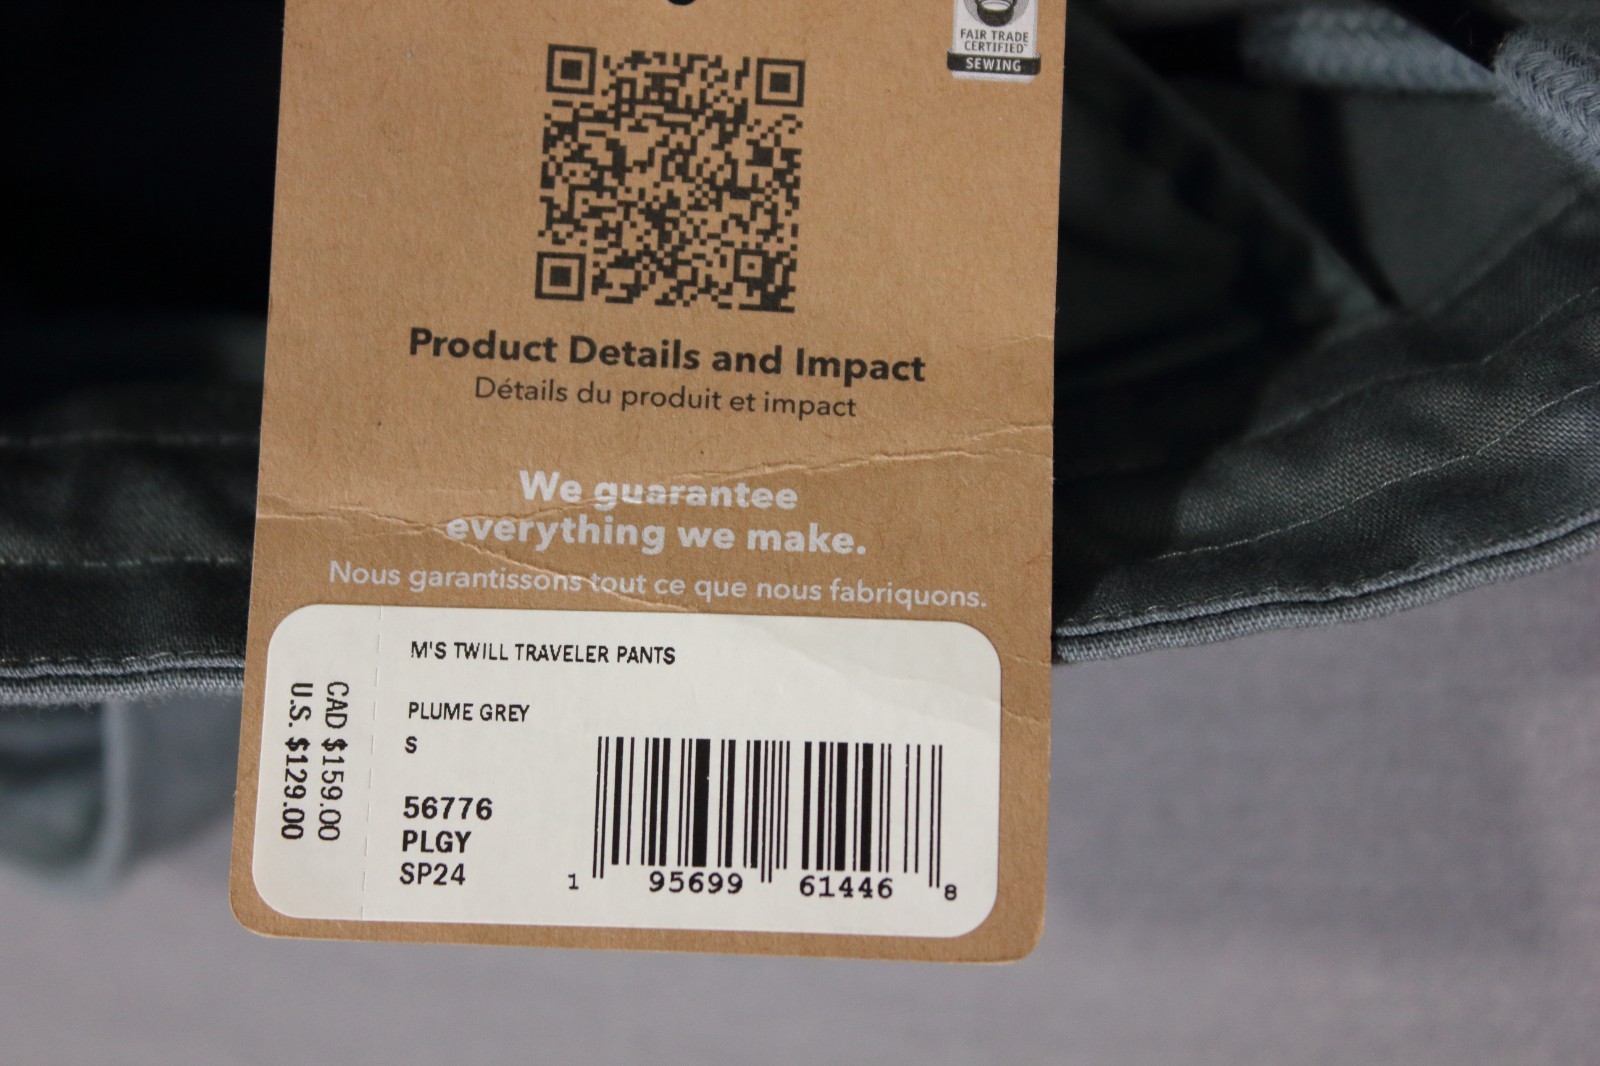 FAIR TRADE
CERTIFIED™
SEWING
Product Details and Impact
Détails du produit et impact
We guarantee
everything we make.
Nous garantissons tout ce que nous fabriquons.
M'S TWILL TRAVELER PANTS
PLUME GREY
S
56776
PLGY
SP24
CAD $159.00
U.S. $129.00
1 95699 61446 8